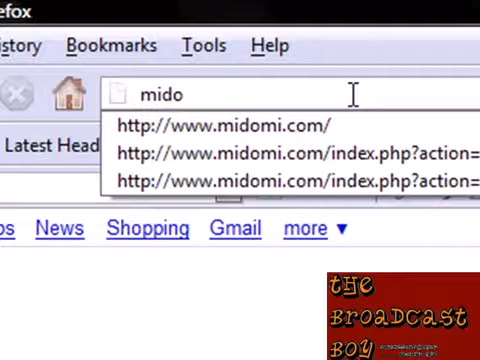 efox
istory Bookmarks Tools Help
mido
Latest Head
http://www.midomi.com/
http://www.midomi.com/index.php?action=
http://www.midomi.com/index.php?action=
ps News Shopping Gmail more ▼
tHE
BROADCAST
BOY